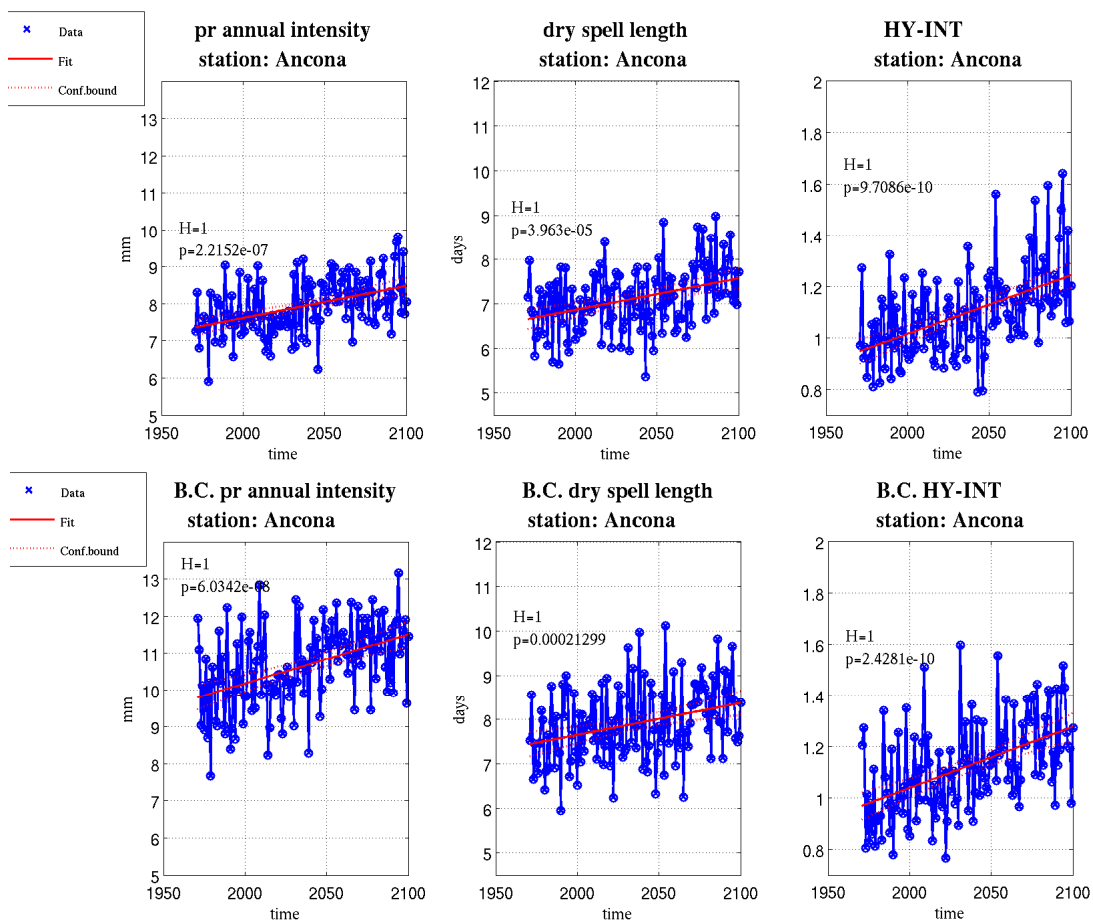 Data
Fit
Conf.bound
pr annual intensity
station: Ancona
13
12
11
10
9
8
7
6
5
mm
H=1
p=2.2152e-07
1950
2000
2050
2100
time
dry spell length
station: Ancona
12
11
10
9
8
7
6
5
days
H=1
p=3.963e-05
1950
2000
2050
2100
time
HY-INT
station: Ancona
2
1.8
1.6
1.4
1.2
1
0.8
H=1
p=9.7086e-10
1950
2000
2050
2100
time
Data
Fit
Conf.bound
B.C. pr annual intensity
station: Ancona
13
12
11
10
9
8
7
6
5
mm
H=1
p=6.0342e-08
1950
2000
2050
2100
time
B.C. dry spell length
station: Ancona
12
11
10
9
8
7
6
5
days
H=1
p=0.00021299
1950
2000
2050
2100
time
B.C. HY-INT
station: Ancona
2
1.8
1.6
1.4
1.2
1
0.8
H=1
p=2.4281e-10
1950
2000
2050
2100
time